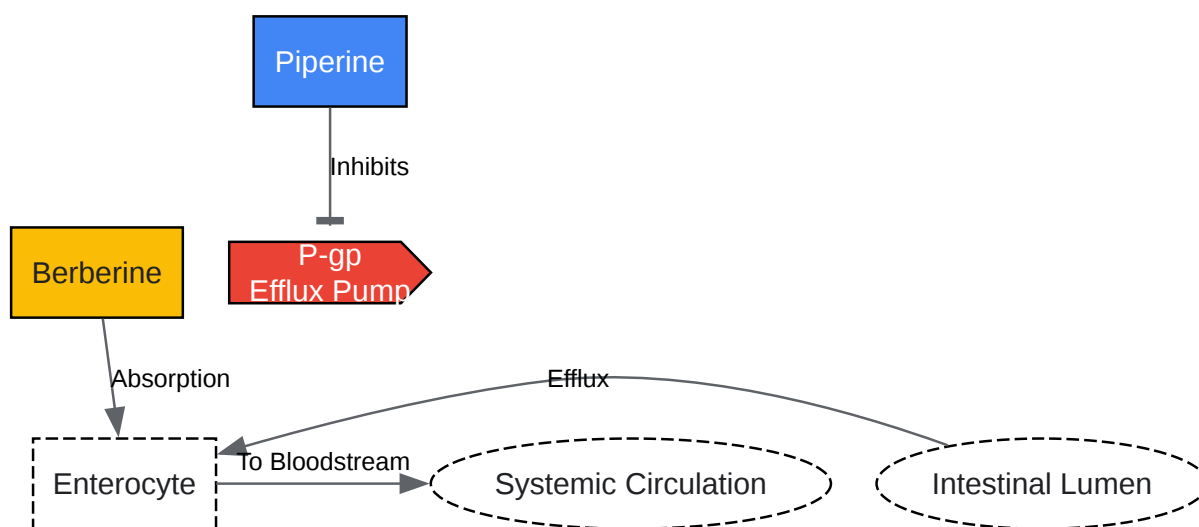 Piperine
Inhibits
Berberine
P-gp
Efflux Pump
Absorption
Efflux
To Bloodstream
Enterocyte
Systemic Circulation
Intestinal Lumen